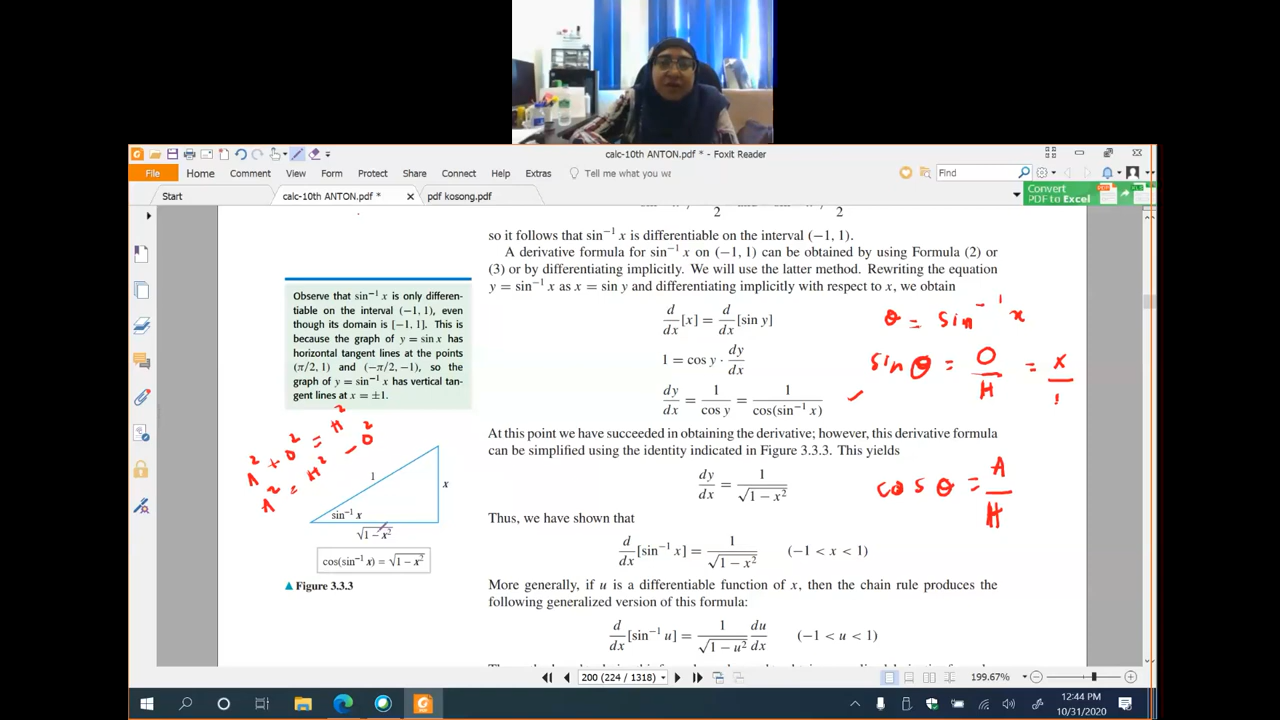 calc-10th ANTON.pdf * - Foxit Reader
File Home Comment View Form Protect Share Connect Help Extras Tell me what you wa Find
Start calc-10th ANTON.pdf * pdf kosong.pdf
Convert
PDF to Excel
so it follows that sin⁻¹ x is differentiable on the interval (−1, 1).
A derivative formula for sin⁻¹ x on (−1, 1) can be obtained by using Formula (2) or
(3) or by differentiating implicitly. We will use the latter method. Rewriting the equation
y = sin⁻¹ x as x = sin y and differentiating implicitly with respect to x, we obtain
d/dx [x] = d/dx [sin y]
1 = cos y · dy/dx
dy/dx = 1/cos y = 1/cos(sin⁻¹ x)
θ = sin⁻¹ x
sin θ = O/H = x/1
Observe that sin⁻¹ x is only differen-
tiable on the interval (−1, 1), even
though its domain is [−1, 1]. This is
because the graph of y = sin x has
horizontal tangent lines at the points
(π/2, 1) and (−π/2, −1), so the
graph of y = sin⁻¹ x has vertical tan-
gent lines at x = ±1.
A² + O² = H²
A² = H² − O²
1
x
sin⁻¹ x
√1 − x²
cos(sin⁻¹ x) = √1 − x²
▲ Figure 3.3.3
At this point we have succeeded in obtaining the derivative; however, this derivative formula
can be simplified using the identity indicated in Figure 3.3.3. This yields
dy/dx = 1/√1 − x²
cos θ = A/H
Thus, we have shown that
d/dx [sin⁻¹ x] = 1/√1 − x² (−1 < x < 1)
More generally, if u is a differentiable function of x, then the chain rule produces the
following generalized version of this formula:
d/dx [sin⁻¹ u] = 1/√1 − u² du/dx (−1 < u < 1)
200 (224 / 1318) 199.67%
12:44 PM
10/31/2020